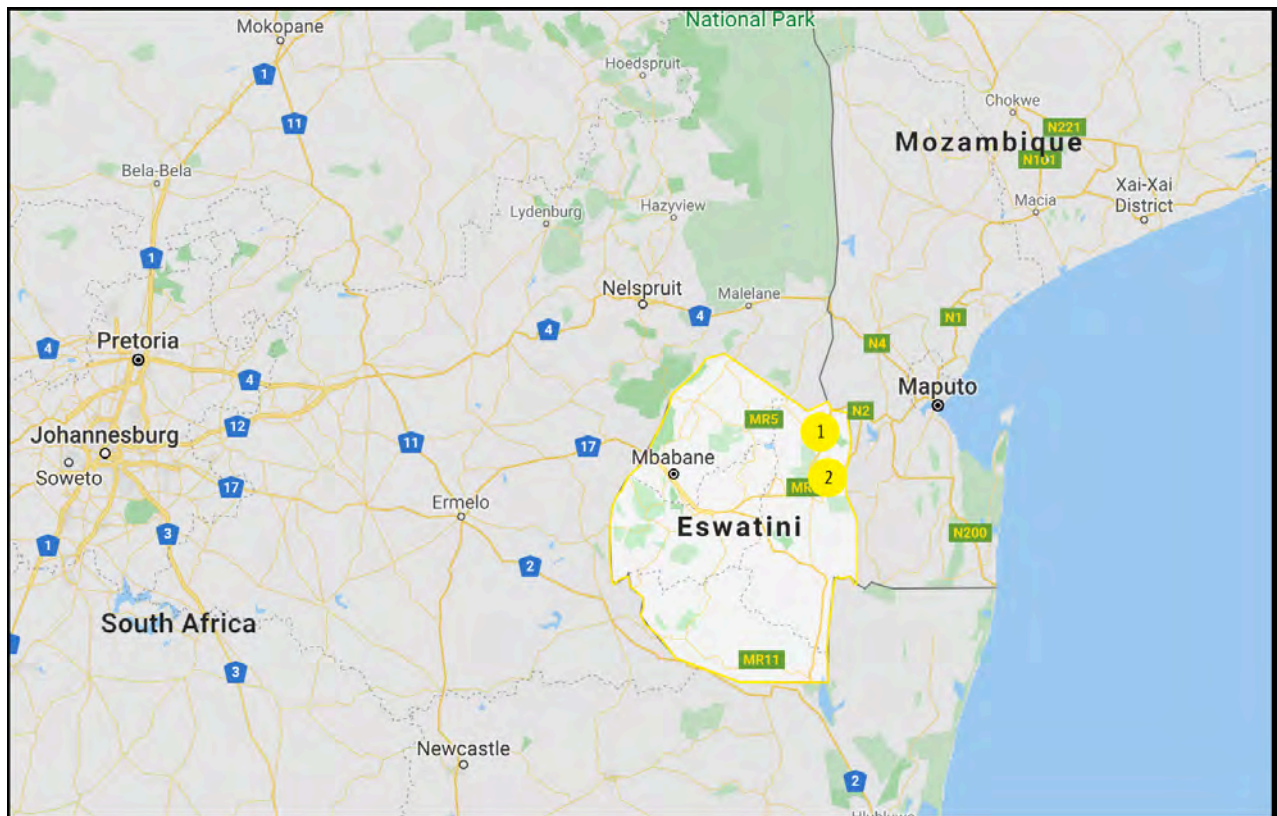 National Park
Mokopane
Hoedspruit
1
11
Chokwe
N221
Mozambique
N101
Bela-Bela
Xai-Xai
District
Macia
Lydenburg
Hazyview
1
Nelspruit
Malelane
4
4
N1
Pretoria
4
N4
4
Maputo
MR5
N2
12
1
Johannesburg
11
17
Mbabane
Soweto
2
17
MR
Ermelo
Eswatini
3
N200
1
2
South Africa
MR11
3
Newcastle
2